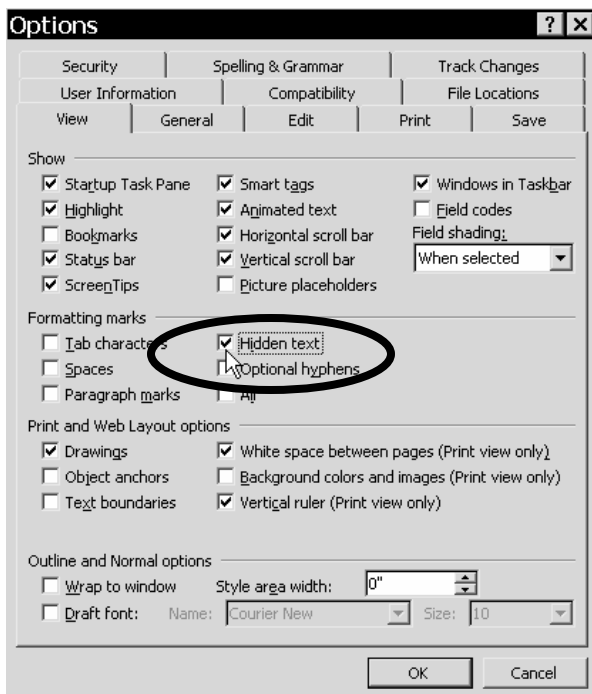 Options
Security Spelling & Grammar Track Changes
User Information Compatibility File Locations
View General Edit Print Save
Show
Startup Task Pane Smart tags Windows in Taskbar
Highlight Animated text Field codes
Bookmarks Horizontal scroll bar Field shading:
Status bar Vertical scroll bar When selected
ScreenTips Picture placeholders
Formatting marks
Tab characters Hidden text
Spaces Optional hyphens
Paragraph marks All
Print and Web Layout options
Drawings White space between pages (Print view only)
Object anchors Background colors and images (Print view only)
Text boundaries Vertical ruler (Print view only)
Outline and Normal options
Wrap to window Style area width: 0"
Draft font: Name: Courier New Size: 10
OK Cancel